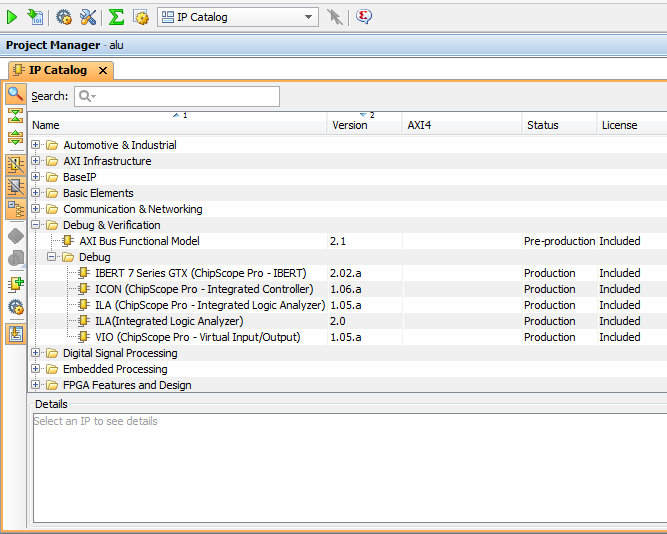 IP Catalog
Project Manager - alu
IP Catalog
Search:
Name 1 Version 2 AXI4 Status License
Automotive & Industrial
AXI Infrastructure
BaseIP
Basic Elements
Communication & Networking
Debug & Verification
AXI Bus Functional Model 2.1 Pre-production Included
Debug
IBERT 7 Series GTX (ChipScope Pro - IBERT) 2.02.a Production Included
ICON (ChipScope Pro - Integrated Controller) 1.06.a Production Included
ILA (ChipScope Pro - Integrated Logic Analyzer) 1.05.a Production Included
ILA(Integrated Logic Analyzer) 2.0 Production Included
VIO (ChipScope Pro - Virtual Input/Output) 1.05.a Production Included
Digital Signal Processing
Embedded Processing
FPGA Features and Design
Details
Select an IP to see details